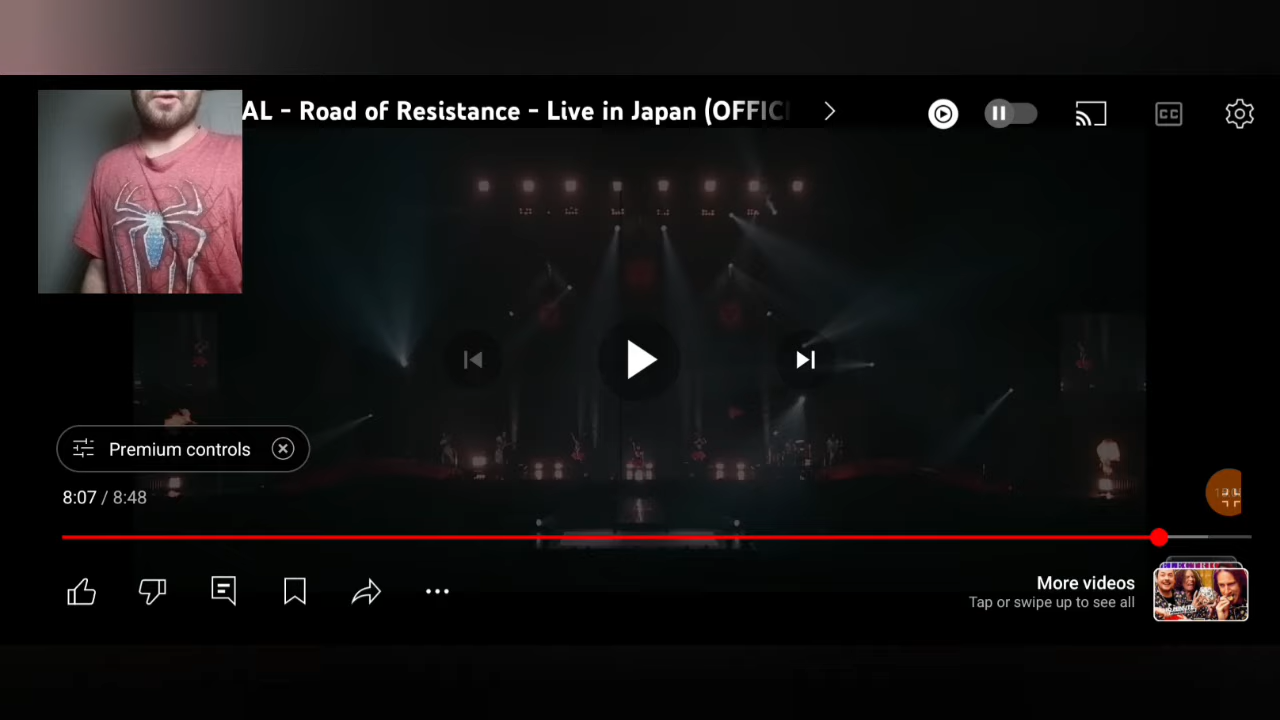 AL - Road of Resistance - Live in Japan (OFFICI
CC
Premium controls
8:07 / 8:48
More videos
Tap or swipe up to see all